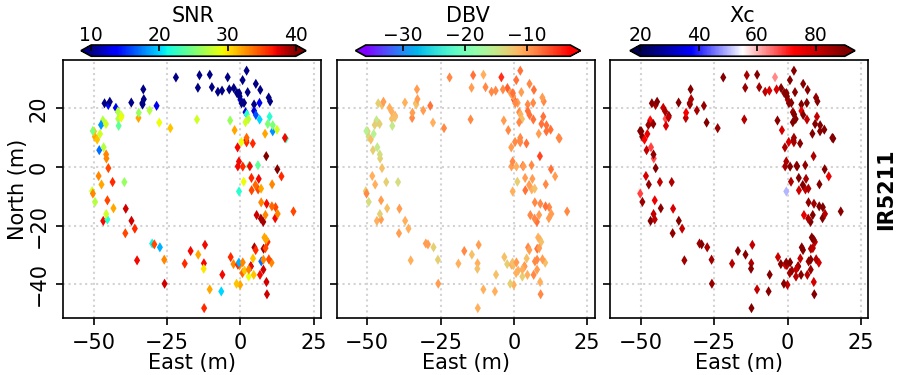 SNR DBV Xc
10 20 30 40 −30 −20 −10 20 40 60 80
20
0
−20
−40
North (m)
−50 −25 0 25 −50 −25 0 25 −50 −25 0 25
East (m) East (m) East (m)
IR5211